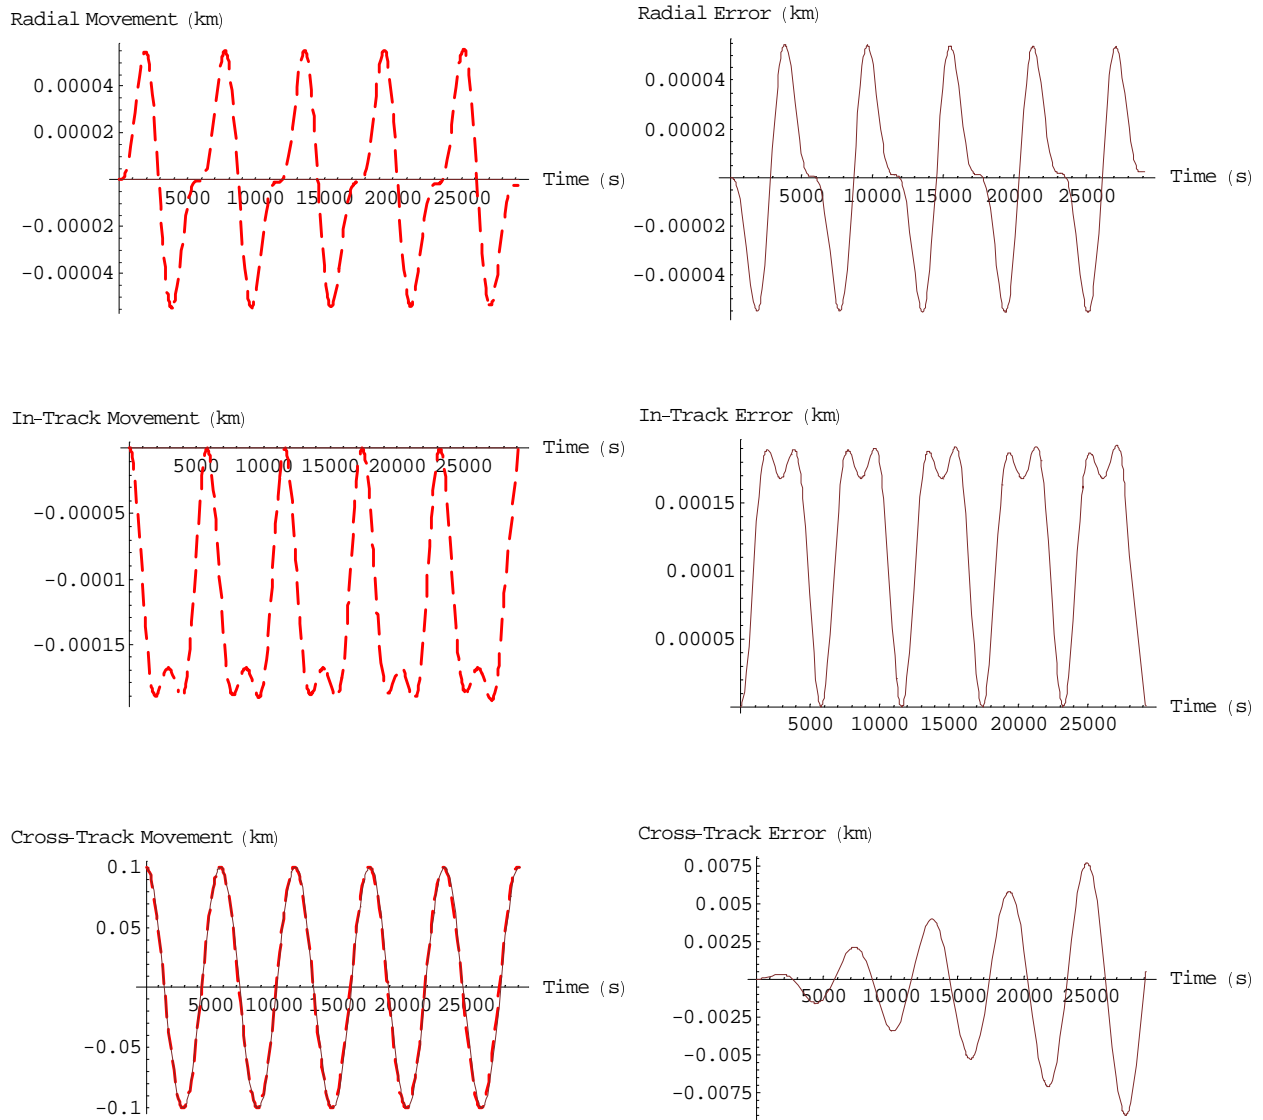 Radial Movement (km)
0.00004
0.00002
-0.00002
-0.00004
5000 10000 15000 20000 25000
Time (s)
Radial Error (km)
0.00004
0.00002
-0.00002
-0.00004
5000 10000 15000 20000 25000
Time (s)
In-Track Movement (km)
-0.00005
-0.0001
-0.00015
5000 10000 15000 20000 25000
Time (s)
In-Track Error (km)
0.00015
0.0001
0.00005
5000 10000 15000 20000 25000
Time (s)
Cross-Track Movement (km)
0.1
0.05
-0.05
-0.1
5000 10000 15000 20000 25000
Time (s)
Cross-Track Error (km)
0.0075
0.005
0.0025
-0.0025
-0.005
-0.0075
5000 10000 15000 20000 25000
Time (s)